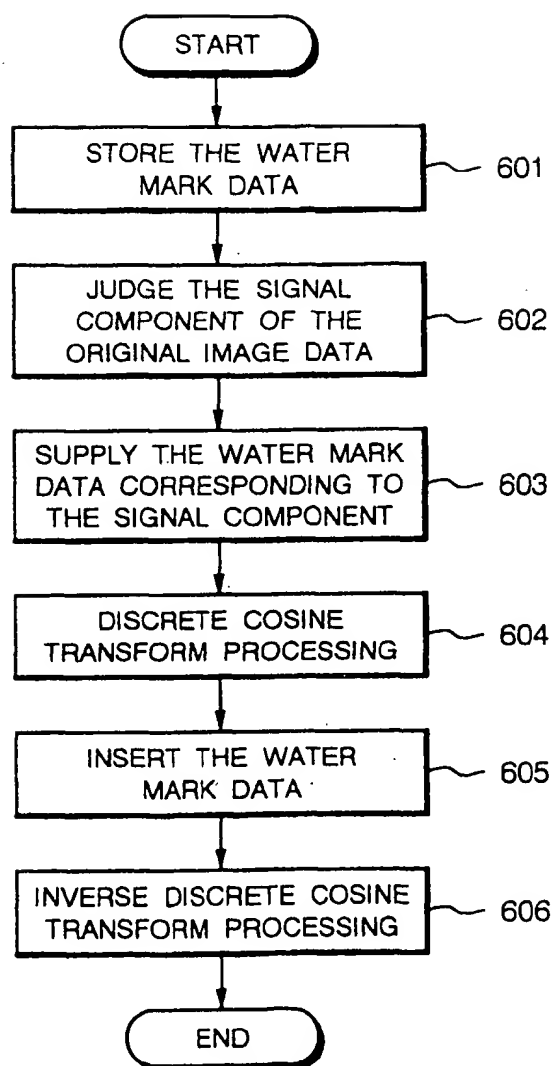 START
STORE THE WATER
MARK DATA
601
JUDGE THE SIGNAL
COMPONENT OF THE
ORIGINAL IMAGE DATA
602
SUPPLY THE WATER MARK
DATA CORRESPONDING TO
THE SIGNAL COMPONENT
603
DISCRETE COSINE
TRANSFORM PROCESSING
604
INSERT THE WATER
MARK DATA
605
INVERSE DISCRETE COSINE
TRANSFORM PROCESSING
606
END